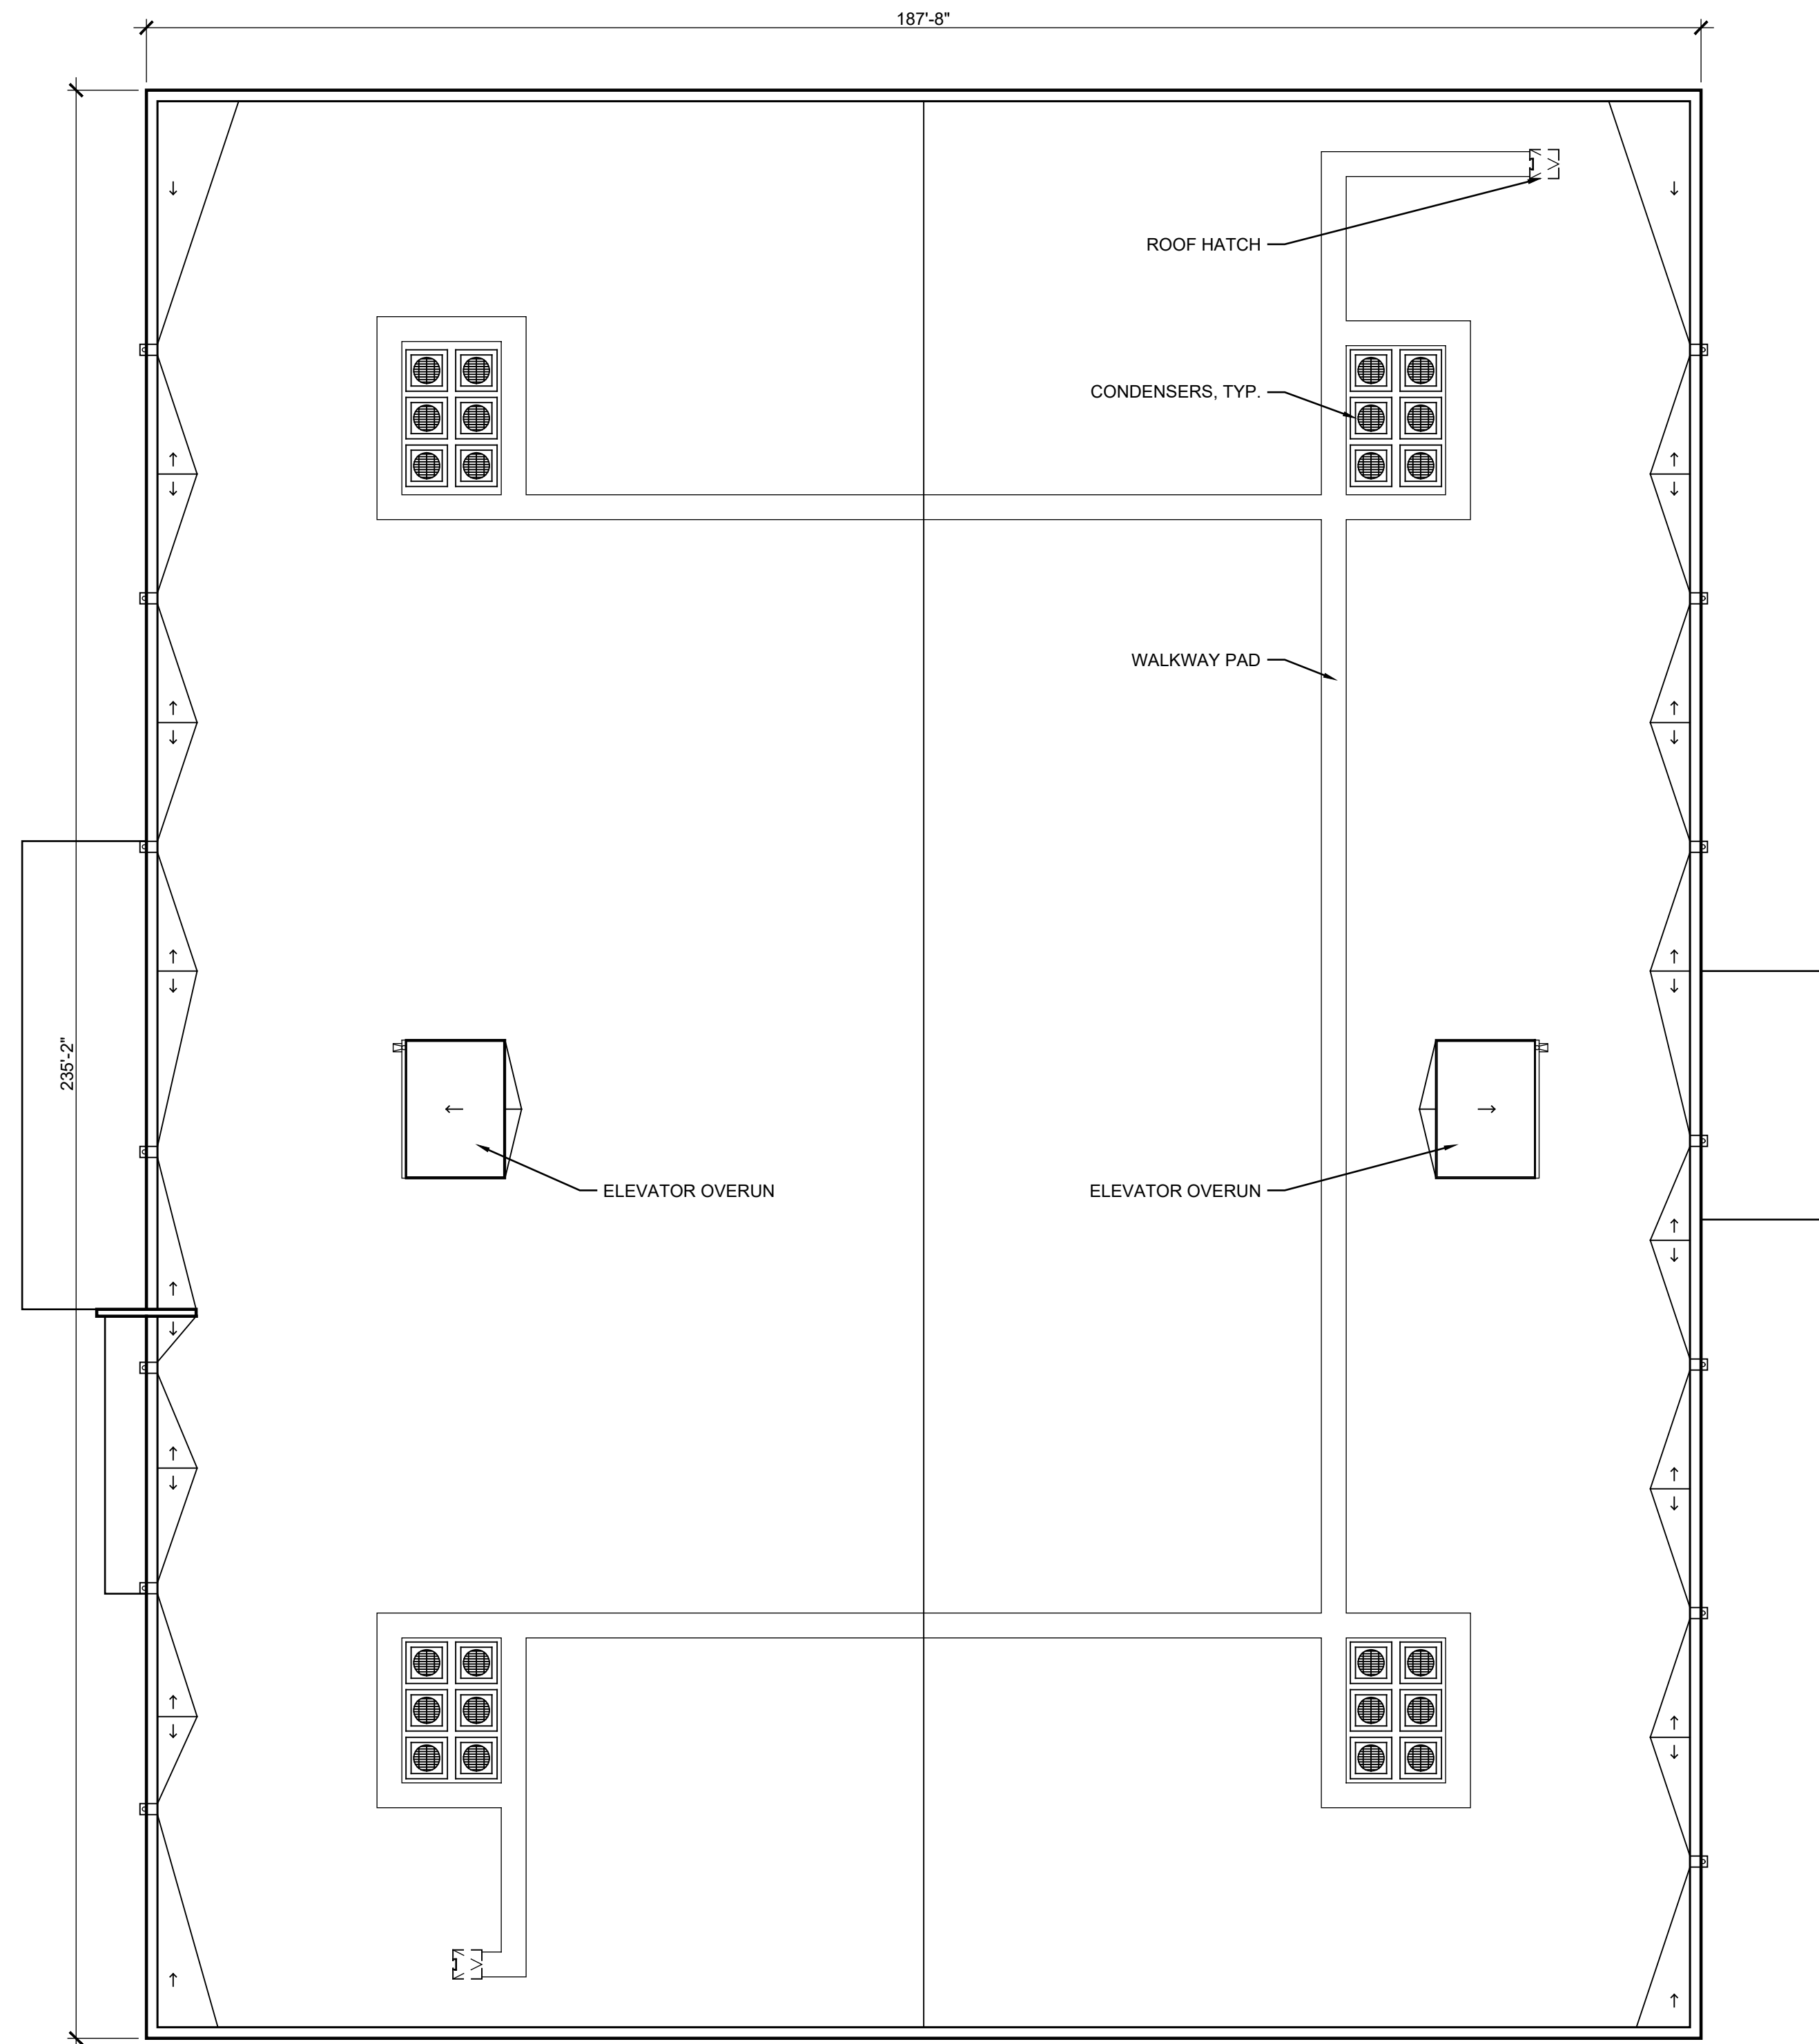 187'-8"
ROOF HATCH
CONDENSERS, TYP.
WALKWAY PAD
235'-2"
ELEVATOR OVERUN
ELEVATOR OVERUN